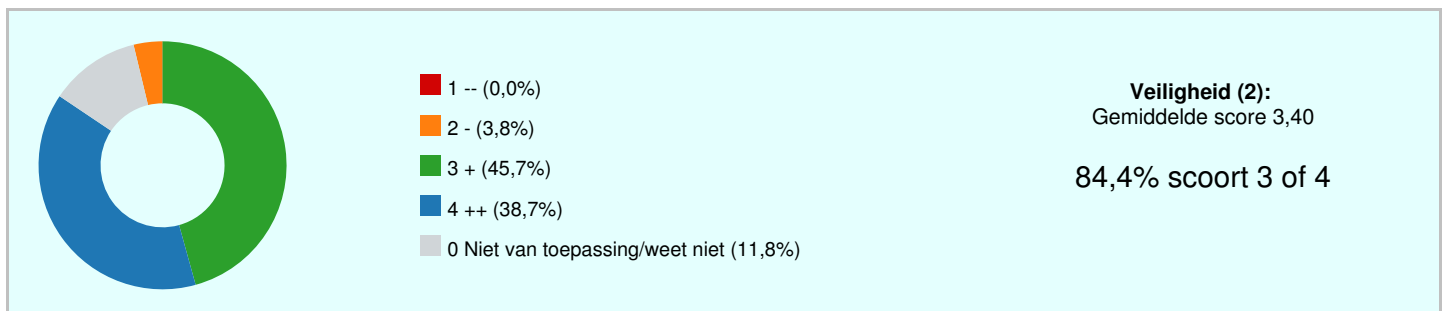 1 -- (0,0%)
2 - (3,8%)
3 + (45,7%)
4 ++ (38,7%)
0 Niet van toepassing/weet niet (11,8%)
Veiligheid (2):
Gemiddelde score 3,40
84,4% scoort 3 of 4